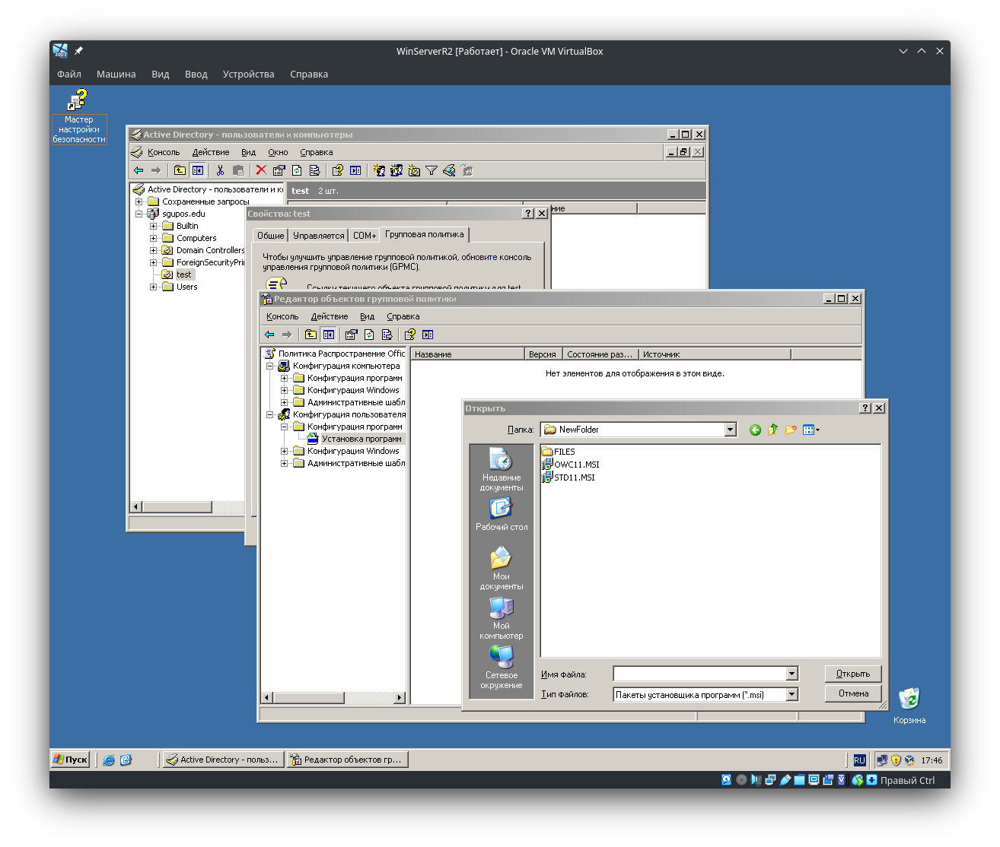 WinServerR2 [Работает] - Oracle VM VirtualBox
Файл Машина Вид Ввод Устройства Справка
Мастер
настройки
безопасности
Active Directory - пользователи и компьютеры
Консоль Действие Вид Окно Справка
Active Directory - пользователи и ко
test 2 шт.
Сохраненные запросы
ние
sgupos.edu
Builtin
Computers
Domain Controllers
ForeignSecurityPrin
test
Users
Свойства: test
Общие Управляется COM+ Групповая политика
Чтобы улучшить управление групповой политикой, обновите консоль
управления групповой политики (GPMC).
Ссылки текущего объекта групповой политики для test
Редактор объектов групповой политики
Консоль Действие Вид Справка
Политика Распространение Offic
Конфигурация компьютера
Конфигурация программ
Конфигурация Windows
Административные шабл
Конфигурация пользователя
Конфигурация программ
Установка программ
Конфигурация Windows
Административные шабл
Название Версия Состояние раз... Источник
Нет элементов для отображения в этом виде.
Открыть
Папка: NewFolder
Недавние
документы
Рабочий стол
Мои
документы
Мой
компьютер
Сетевое
окружение
FILES
OWC11.MSI
STD11.MSI
Имя файла:
Открыть
Тип файлов: Пакеты установщика программ (*.msi)
Отмена
Корзина
Пуск
Active Directory - польз...
Редактор объектов гр...
RU
17:46
Правый Ctrl